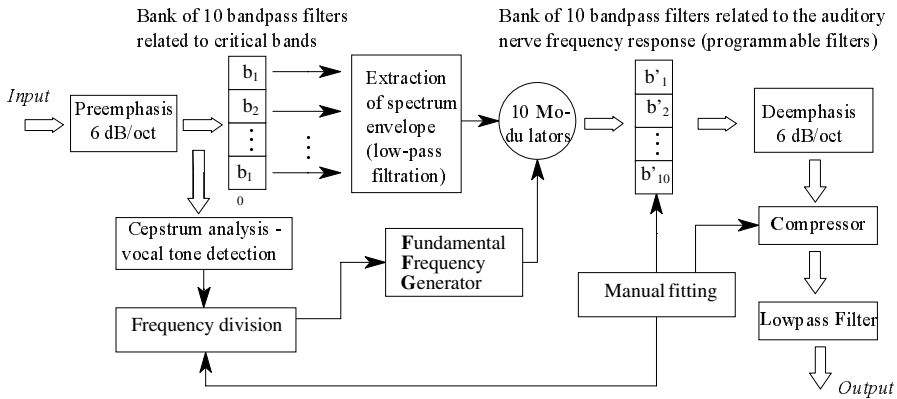 Bank of 10 bandpass filters
related to critical bands
Bank of 10 bandpass filters related to the auditory
nerve frequency response (programmable filters)
Input
Preemphasis
6 dB/oct
b1
b2
⋮ ⋮
b1
0
⋮
Extraction
of spectrum
envelope
(low-pass
filtration)
10 Mo-
du lators
b'1
b'2
⋮ ⋮
b'10
Deemphasis
6 dB/oct
Cepstrum analysis -
vocal tone detection
Fundamental
Frequency
Generator
Compressor
Manual fitting
Frequency division
Lowpass Filter
Output